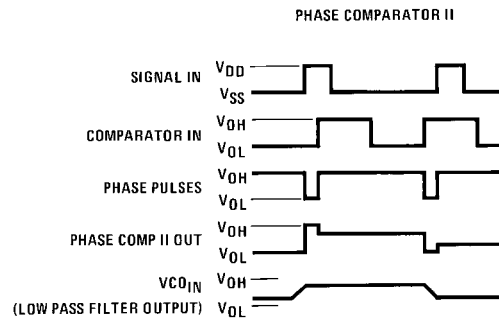 PHASE COMPARATOR II
SIGNAL IN
VDD
VSS
COMPARATOR IN
VOH
VOL
PHASE PULSES
VOH
VOL
PHASE COMP II OUT
VOH
VOL
VCOIN
(LOW PASS FILTER OUTPUT)
VOH
VOL